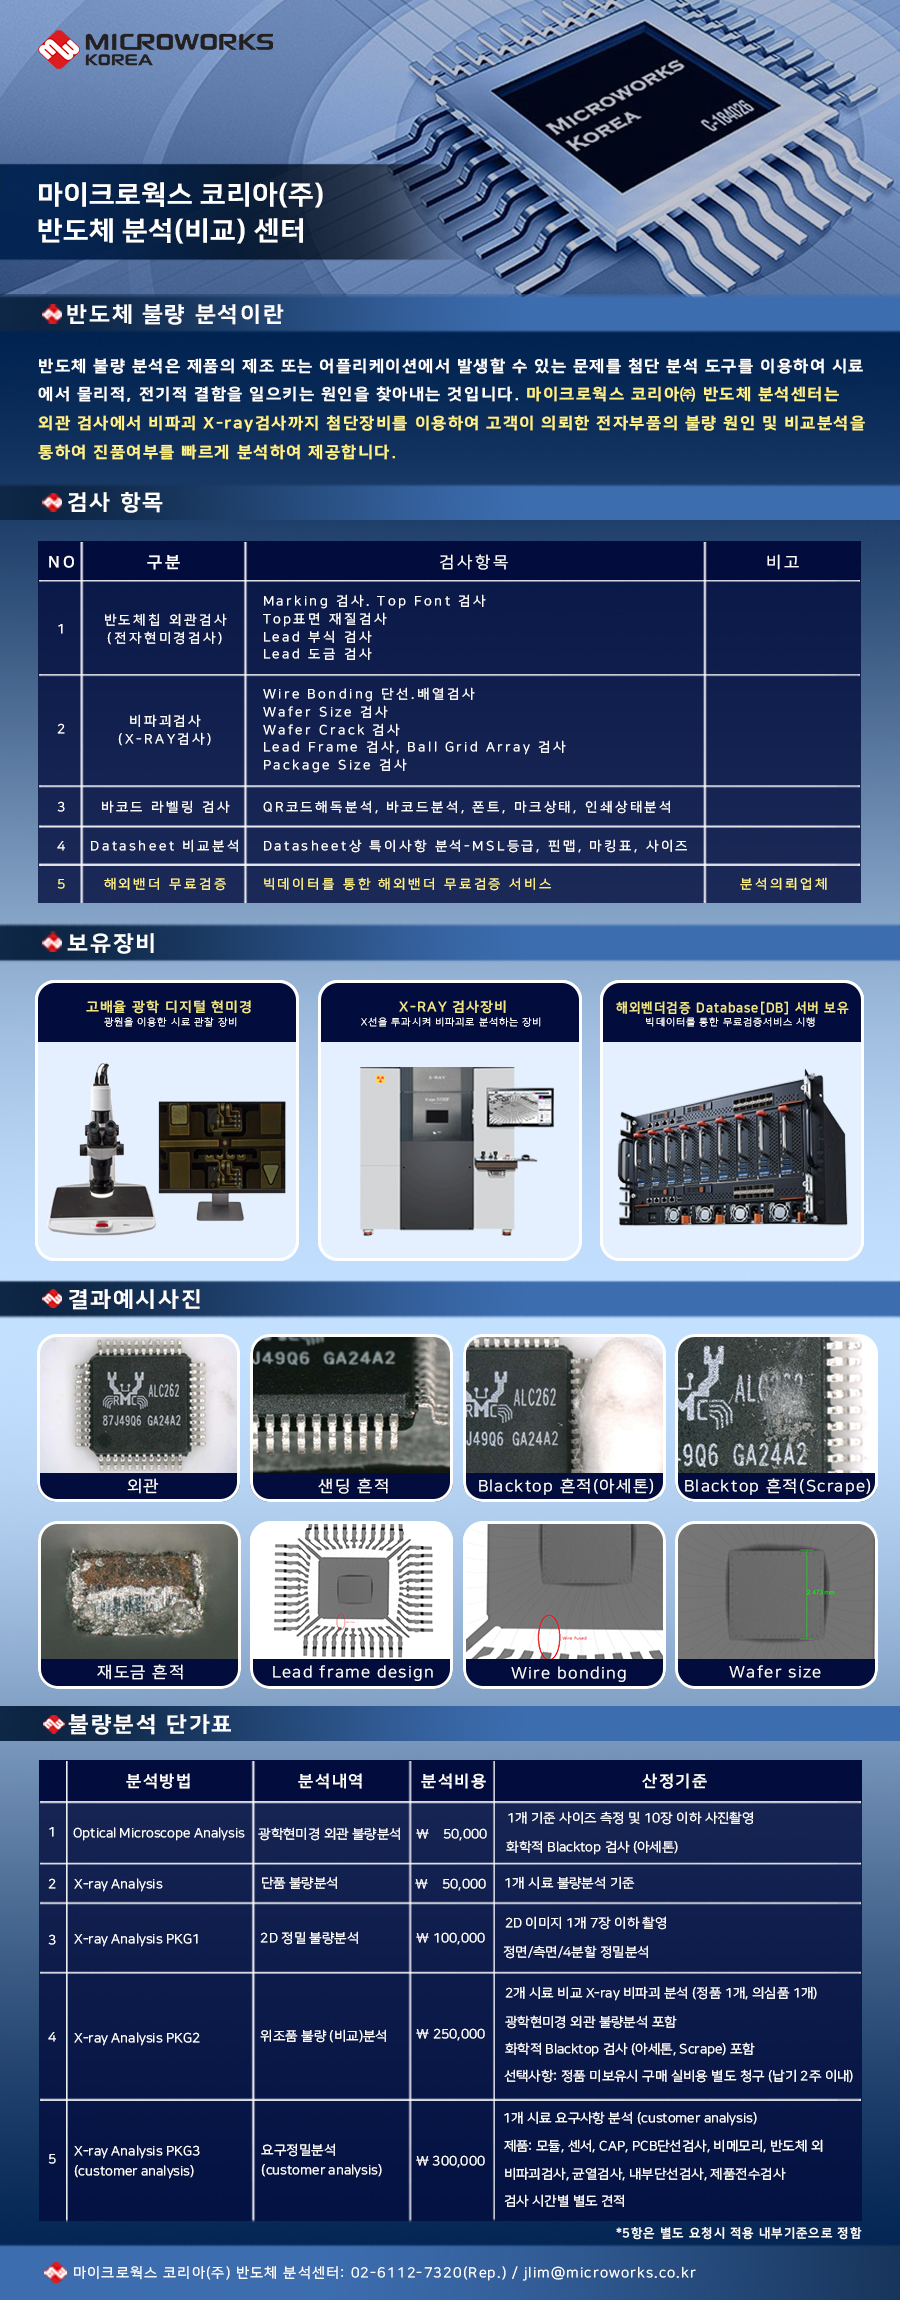 MICROWORKS
KOREA
MICROWORKS
KOREA
C-184026
마이크로웍스 코리아(주)
반도체 분석(비교) 센터
반도체 불량 분석이란
반도체 불량 분석은 제품의 제조 또는 어플리케이션에서 발생할 수 있는 문제를 첨단 분석 도구를 이용하여 시료
에서 물리적, 전기적 결함을 일으키는 원인을 찾아내는 것입니다. 마이크로웍스 코리아㈜ 반도체 분석센터는
외관 검사에서 비파괴 X-ray검사까지 첨단장비를 이용하여 고객이 의뢰한 전자부품의 불량 원인 및 비교분석을
통하여 진품여부를 빠르게 분석하여 제공합니다.
검사 항목
NO 구분 검사항목 비고
1 반도체칩 외관검사 (전자현미경검사)
Marking 검사. Top Font 검사
Top표면 재질검사
Lead 부식 검사
Lead 도금 검사
2 비파괴검사 (X-RAY검사)
Wire Bonding 단선.배열검사
Wafer Size 검사
Wafer Crack 검사
Lead Frame 검사, Ball Grid Array 검사
Package Size 검사
3 바코드 라벨링 검사 QR코드해독분석, 바코드분석, 폰트, 마크상태, 인쇄상태분석
4 Datasheet 비교분석 Datasheet상 특이사항 분석-MSL등급, 핀맵, 마킹표, 사이즈
5 해외밴더 무료검증 빅데이터를 통한 해외밴더 무료검증 서비스 분석의뢰업체
보유장비
고배율 광학 디지털 현미경
광원을 이용한 시료 관찰 장비
X-RAY 검사장비
X선을 투과시켜 비파괴로 분석하는 장비
해외벤더검증 Database[DB] 서버 보유
빅데이터를 통한 무료검증서비스 시행
X-RAY
결과예시사진
RMC
ALC262
87J49Q6 GA24A2
외관
J49Q6 GA24A2
샌딩 흔적
RMC
ALC262
J49Q6 GA24A2
Blacktop 흔적(아세톤)
RMC
ALC262
49Q6 GA24A2
Blacktop 흔적(Scrape)
재도금 흔적
Lead frame design
Wire fused
Wire bonding
Wafer size
불량분석 단가표
분석방법 분석내역 분석비용 산정기준
1 Optical Microscope Analysis 광학현미경 외관 불량분석 ₩ 50,000
1개 기준 사이즈 측정 및 10장 이하 사진촬영
화학적 Blacktop 검사 (아세톤)
2 X-ray Analysis 단품 불량분석 ₩ 50,000 1개 시료 불량분석 기준
3 X-ray Analysis PKG1 2D 정밀 불량분석 ₩ 100,000
2D 이미지 1개 7장 이하 촬영
정면/측면/4분할 정밀분석
4 X-ray Analysis PKG2 위조품 불량 (비교)분석 ₩ 250,000
2개 시료 비교 X-ray 비파괴 분석 (정품 1개, 의심품 1개)
광학현미경 외관 불량분석 포함
화학적 Blacktop 검사 (아세톤, Scrape) 포함
선택사항: 정품 미보유시 구매 실비용 별도 청구 (납기 2주 이내)
5 X-ray Analysis PKG3 (customer analysis) 요구정밀분석 (customer analysis) ₩ 300,000
1개 시료 요구사항 분석 (customer analysis)
제품: 모듈, 센서, CAP, PCB단선검사, 비메모리, 반도체 외
비파괴검사, 균열검사, 내부단선검사, 제품전수검사
검사 시간별 별도 견적
*5항은 별도 요청시 적용 내부기준으로 정함
마이크로웍스 코리아(주) 반도체 분석센터: 02-6112-7320(Rep.) / jlim@microworks.co.kr